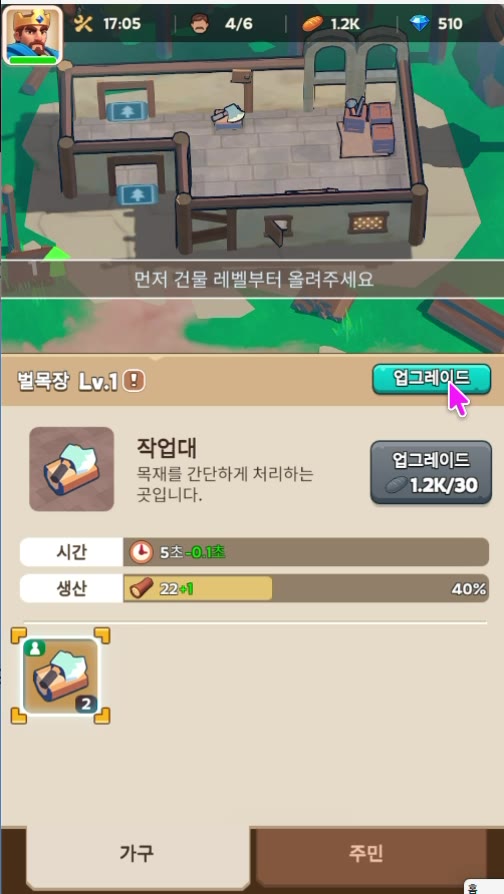 17:05 4/6 1.2K 510
먼저 건물 레벨부터 올려주세요
벌목장 Lv.1 !
업그레이드
작업대
목재를 간단하게 처리하는
곳입니다.
업그레이드
1.2K/30
시간 5초-0.1초
생산 22+1 40%
2
가구 주민
홈